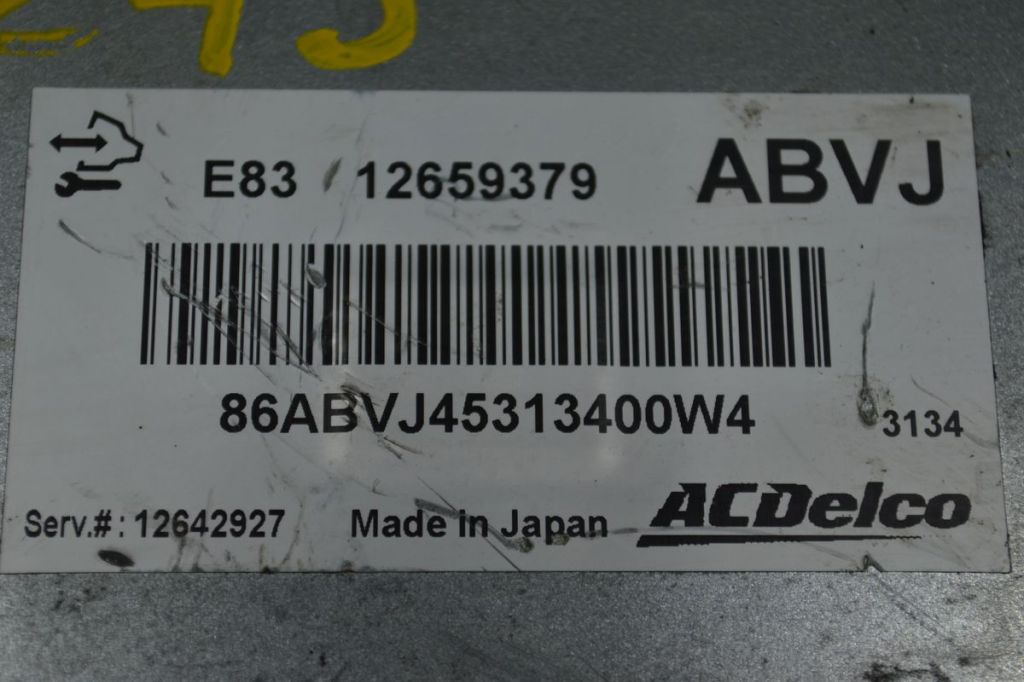 E83 12659379 ABVJ
86ABVJ45313400W4
3134
Serv.#: 12642927 Made in Japan ACDelco